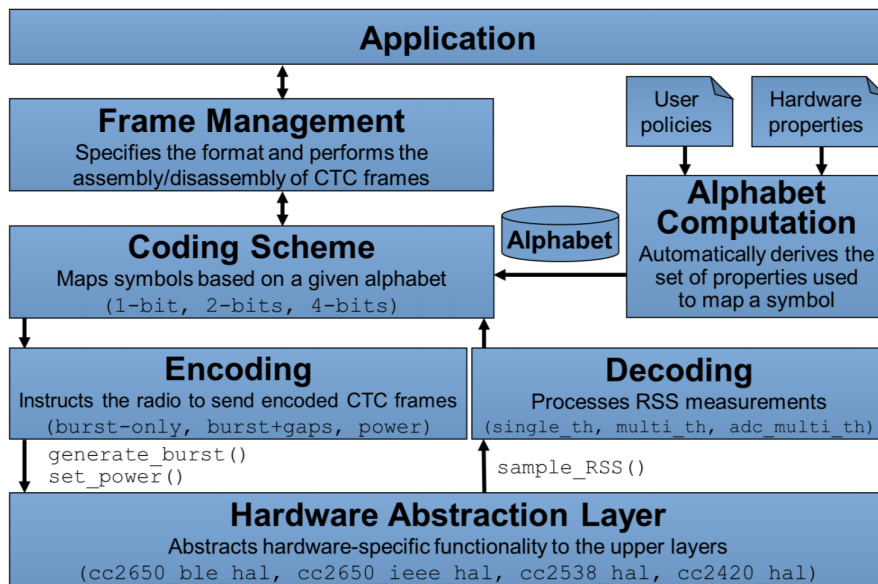 Application
Frame Management
Specifies the format and performs the
assembly/disassembly of CTC frames
User
policies
Hardware
properties
Alphabet
Computation
Automatically derives the
set of properties used
to map a symbol
Alphabet
Coding Scheme
Maps symbols based on a given alphabet
(1-bit, 2-bits, 4-bits)
Encoding
Instructs the radio to send encoded CTC frames
(burst-only, burst+gaps, power)
Decoding
Processes RSS measurements
(single_th, multi_th, adc_multi_th)
generate_burst()
set_power()
sample_RSS()
Hardware Abstraction Layer
Abstracts hardware-specific functionality to the upper layers
(cc2650 ble hal, cc2650 ieee hal, cc2538 hal, cc2420 hal)